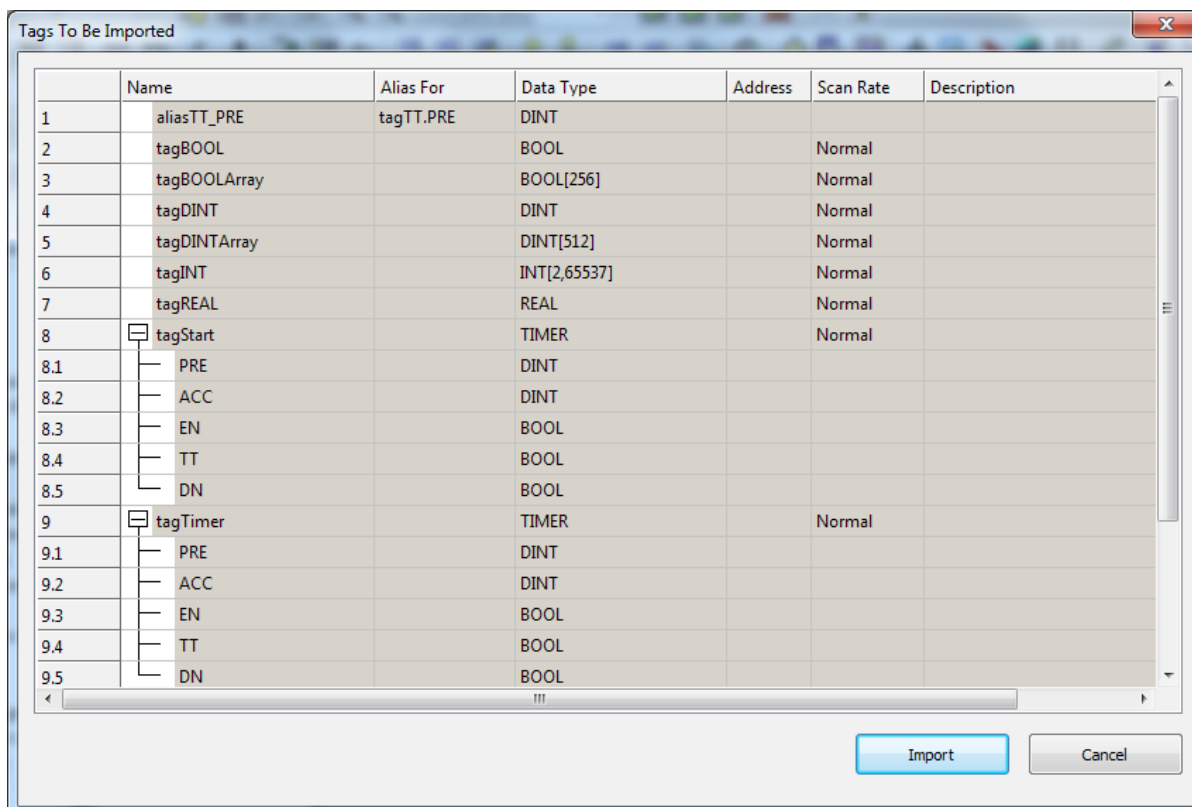 Tags To Be Imported
Name Alias For Data Type Address Scan Rate Description
1 aliasTT_PRE tagTT.PRE DINT
2 tagBOOL BOOL Normal
3 tagBOOLArray BOOL[256] Normal
4 tagDINT DINT Normal
5 tagDINTArray DINT[512] Normal
6 tagINT INT[2,65537] Normal
7 tagREAL REAL Normal
8 tagStart TIMER Normal
8.1 PRE DINT
8.2 ACC DINT
8.3 EN BOOL
8.4 TT BOOL
8.5 DN BOOL
9 tagTimer TIMER Normal
9.1 PRE DINT
9.2 ACC DINT
9.3 EN BOOL
9.4 TT BOOL
9.5 DN BOOL
Import Cancel